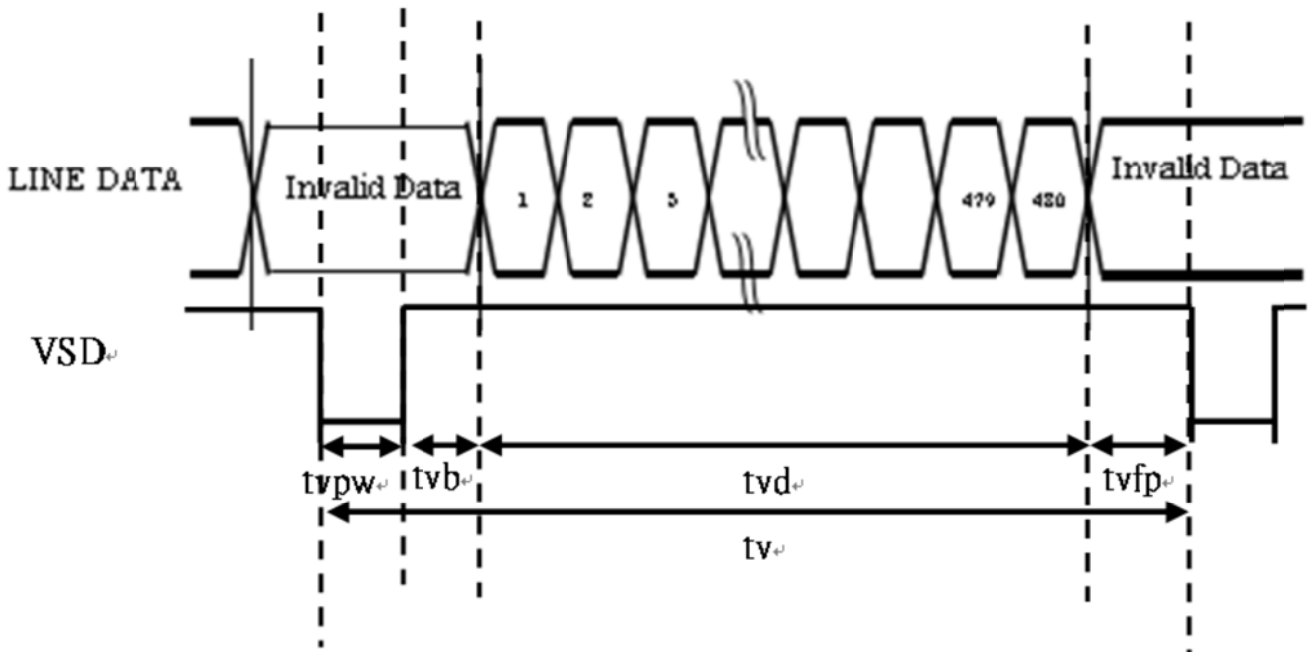 LINE DATA
Invalid Data
1 2 3 479 480
Invalid Data
VSD
tvpw
tvb
tvd
tvfp
tv